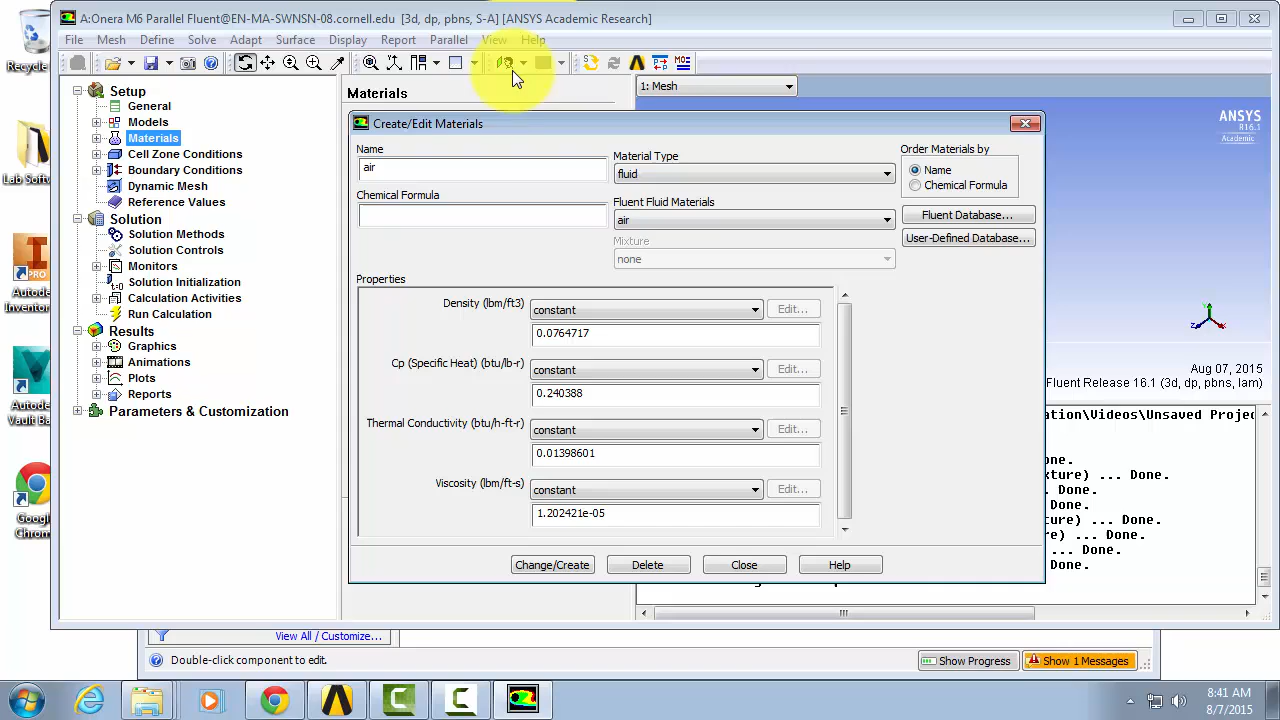 Recycle
Lab Softw
Autode
Inventor
Autode
Vault Ba
Google
Chrom
A:Onera M6 Parallel Fluent@EN-MA-SWNSN-08.cornell.edu [3d, dp, pbns, S-A] [ANSYS Academic Research]
File Mesh Define Solve Adapt Surface Display Report Parallel View Help
Setup
General
Models
Materials
Cell Zone Conditions
Boundary Conditions
Dynamic Mesh
Reference Values
Solution
Solution Methods
Solution Controls
Monitors
Solution Initialization
Calculation Activities
Run Calculation
Results
Graphics
Animations
Plots
Reports
Parameters & Customization
Materials
1: Mesh
Create/Edit Materials
Name
air
Chemical Formula
Material Type
fluid
Fluent Fluid Materials
air
Mixture
none
Order Materials by
Name
Chemical Formula
Fluent Database...
User-Defined Database...
Properties
Density (lbm/ft3)
constant
Edit...
0.0764717
Cp (Specific Heat) (btu/lb-r)
constant
Edit...
0.240388
Thermal Conductivity (btu/h-ft-r)
constant
Edit...
0.01398601
Viscosity (lbm/ft-s)
constant
Edit...
1.202421e-05
Change/Create
Delete
Close
Help
ANSYS
R16.1
Academic
Aug 07, 2015
Fluent Release 16.1 (3d, dp, pbns, lam)
ation\Videos\Unsaved Projec
one.
xture) ... Done.
. Done.
. Done.
ture) ... Done.
re) ... Done.
... Done.
. Done.
View All / Customize...
Double-click component to edit.
Show Progress
Show 1 Messages
8:41 AM
8/7/2015